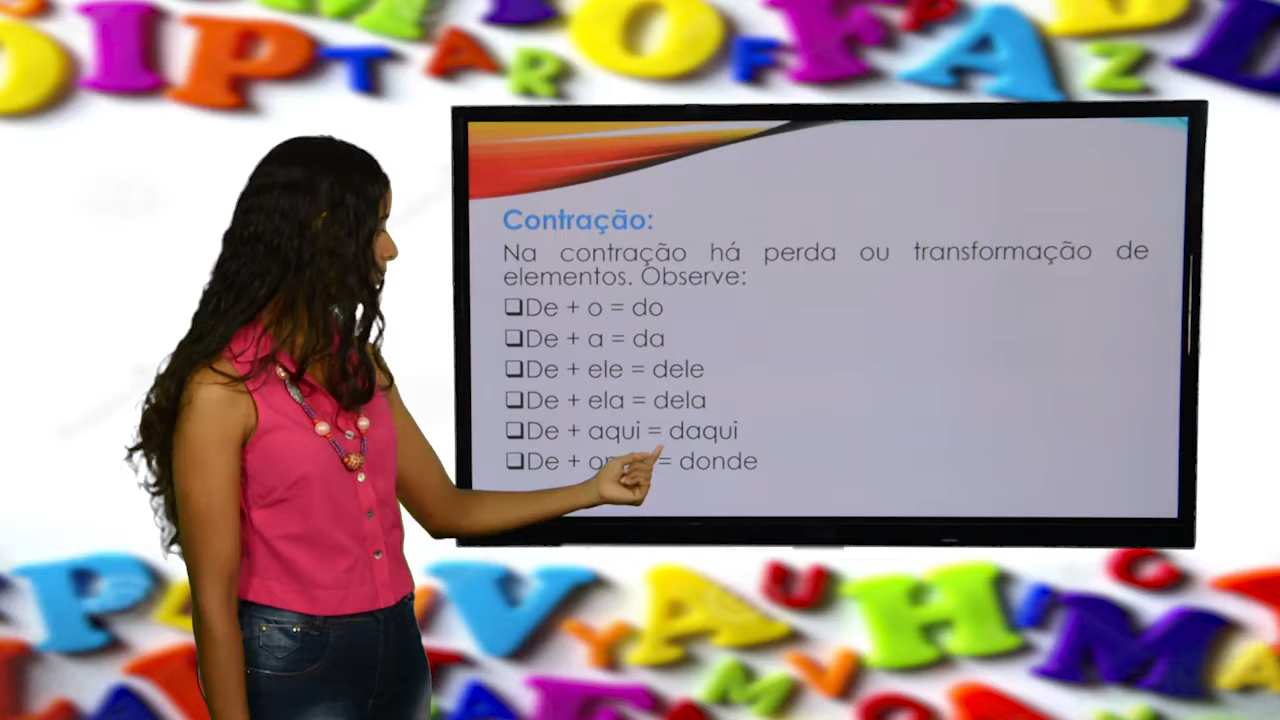 Contração:
Na contração há perda ou transformação de
elementos. Observe:
❑De + o = do
❑De + a = da
❑De + ele = dele
❑De + ela = dela
❑De + aqui = daqui
❑De + = donde